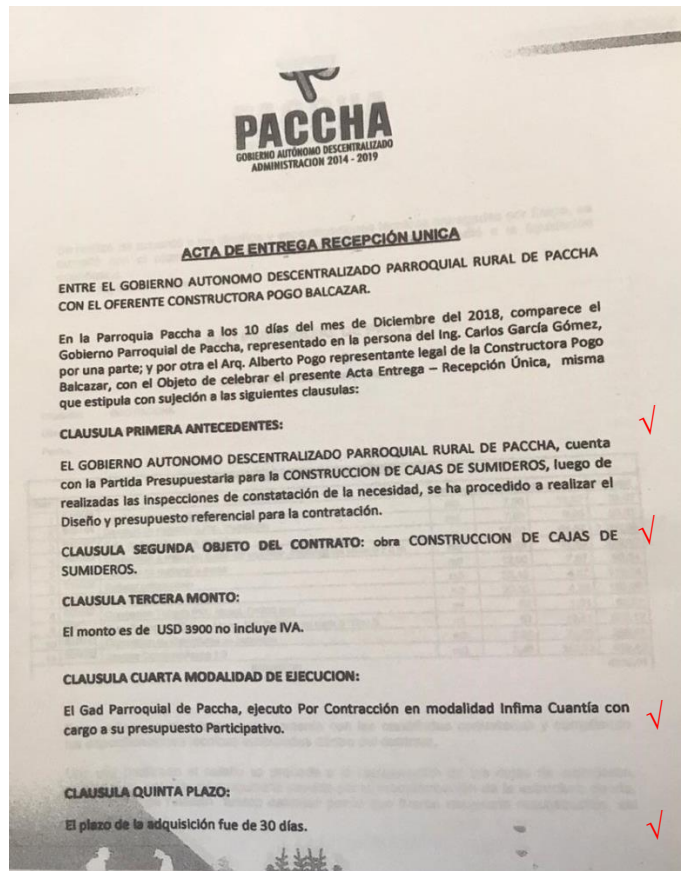 PACCHA
GOBIERNO AUTÓNOMO DESCENTRALIZADO
ADMINISTRACION 2014 - 2019
ACTA DE ENTREGA RECEPCIÓN UNICA
ENTRE EL GOBIERNO AUTONOMO DESCENTRALIZADO PARROQUIAL RURAL DE PACCHA
CON EL OFERENTE CONSTRUCTORA POGO BALCAZAR.
En la Parroquia Paccha a los 10 días del mes de Diciembre del 2018, comparece el
Gobierno Parroquial de Paccha, representado en la persona del Ing. Carlos García Gómez,
por una parte; y por otra el Arq. Alberto Pogo representante legal de la Constructora Pogo
Balcazar, con el Objeto de celebrar el presente Acta Entrega – Recepción Única, misma
que estipula con sujeción a las siguientes clausulas:
CLAUSULA PRIMERA ANTECEDENTES:
EL GOBIERNO AUTONOMO DESCENTRALIZADO PARROQUIAL RURAL DE PACCHA, cuenta
con la Partida Presupuestaria para la CONSTRUCCION DE CAJAS DE SUMIDEROS, luego de
realizadas las inspecciones de constatación de la necesidad, se ha procedido a realizar el
Diseño y presupuesto referencial para la contratación.
CLAUSULA SEGUNDA OBJETO DEL CONTRATO: obra CONSTRUCCION DE CAJAS DE
SUMIDEROS.
CLAUSULA TERCERA MONTO:
El monto es de USD 3900 no incluye IVA.
CLAUSULA CUARTA MODALIDAD DE EJECUCION:
El Gad Parroquial de Paccha, ejecuto Por Contracción en modalidad Infima Cuantía con
cargo a su presupuesto Participativo.
CLAUSULA QUINTA PLAZO:
El plazo de la adquisición fue de 30 días.